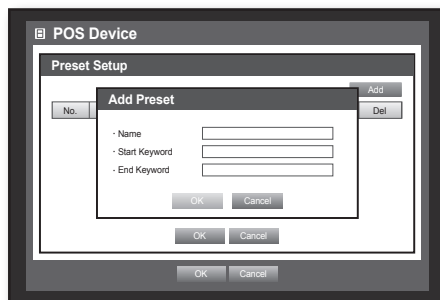 POS Device
Preset Setup
Add
No.
Del
Add Preset
· Name
· Start Keyword
· End Keyword
OK Cancel
OK Cancel
OK Cancel